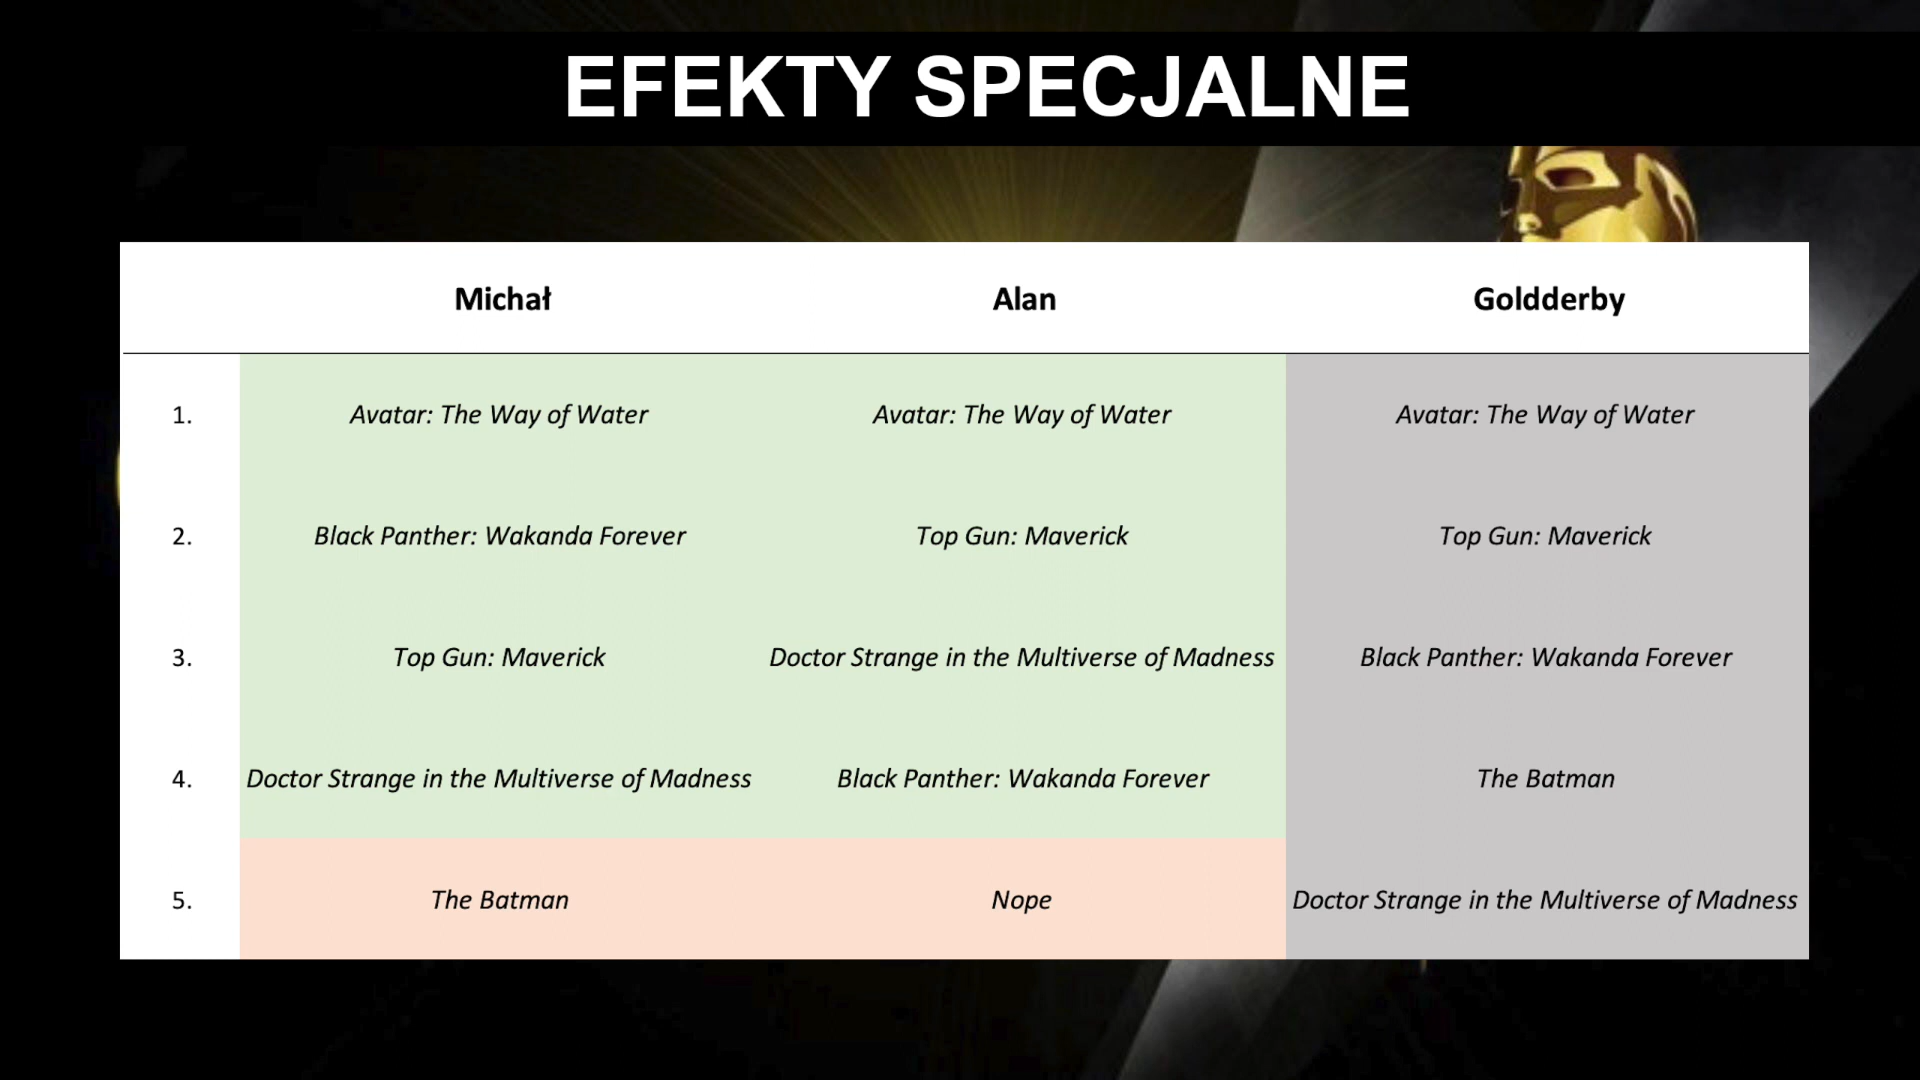 EFEKTY SPECJALNE
Michał Alan Goldderby
1. Avatar: The Way of Water Avatar: The Way of Water Avatar: The Way of Water
2. Black Panther: Wakanda Forever Top Gun: Maverick Top Gun: Maverick
3. Top Gun: Maverick Doctor Strange in the Multiverse of Madness Black Panther: Wakanda Forever
4. Doctor Strange in the Multiverse of Madness Black Panther: Wakanda Forever The Batman
5. The Batman Nope Doctor Strange in the Multiverse of Madness